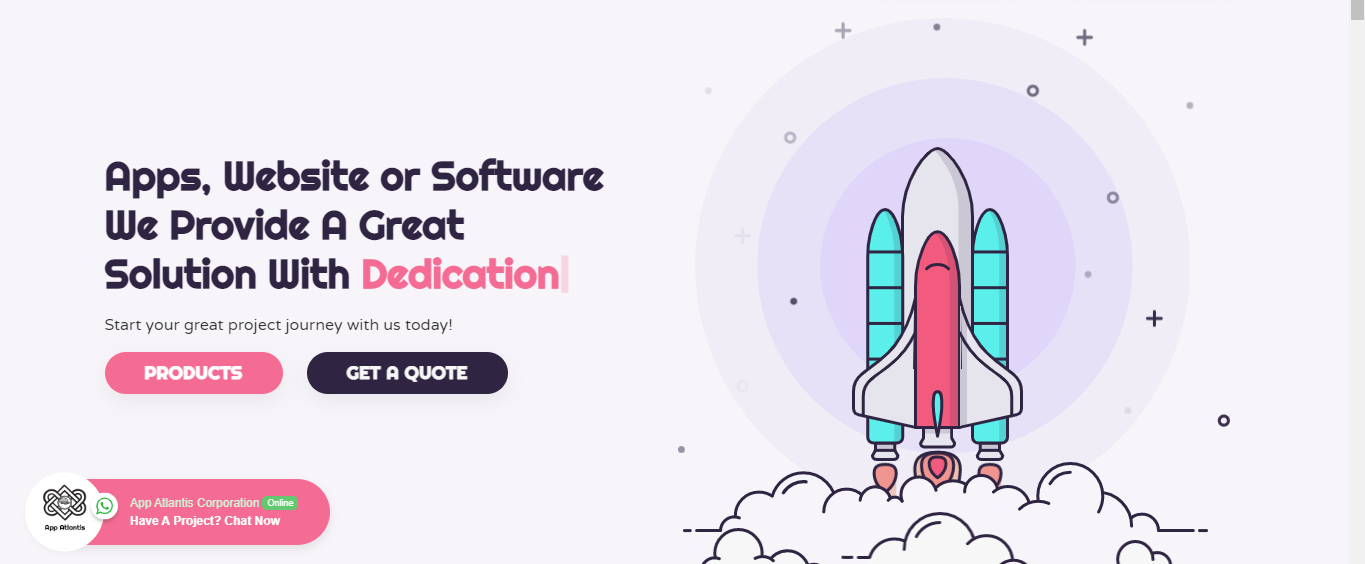 Apps, Website or Software
We Provide A Great
Solution With Dedication
Start your great project journey with us today!
PRODUCTS
GET A QUOTE
App Atlantis
App Atlantis Corporation Online
Have A Project? Chat Now